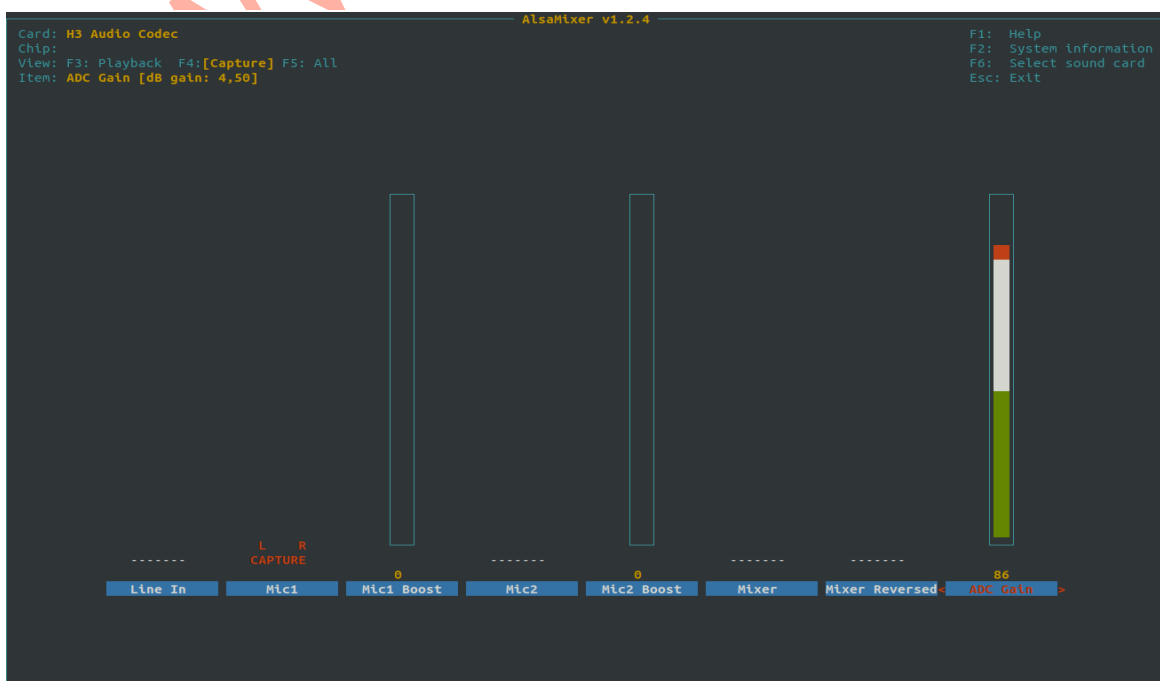 AlsaMixer v1.2.4
Card: H3 Audio Codec
F1: Help
Chip:
F2: System information
View: F3: Playback F4:[Capture] F5: All
F6: Select sound card
Item: ADC Gain [dB gain: 4,50]
Esc: Exit
L R
------- CAPTURE ------- ------- -------
0 0 86
Line In Mic1 Mic1 Boost Mic2 Mic2 Boost Mixer Mixer Reversed< ADC Gain >